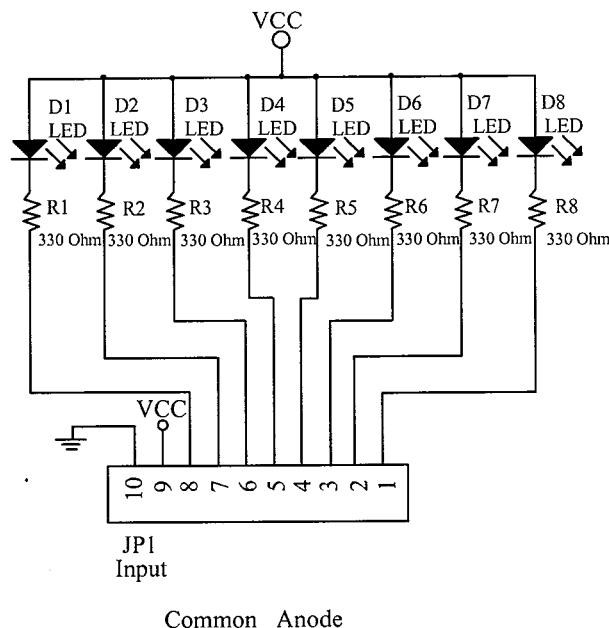 VCC
D1 D2 D3 D4 D5 D6 D7 D8
LED LED LED LED LED LED LED LED
R1 R2 R3 R4 R5 R6 R7 R8
330 Ohm 330 Ohm 330 Ohm 330 Ohm 330 Ohm 330 Ohm 330 Ohm 330 Ohm
VCC
10 9 8 7 6 5 4 3 2 1
JP1
Input
Common Anode